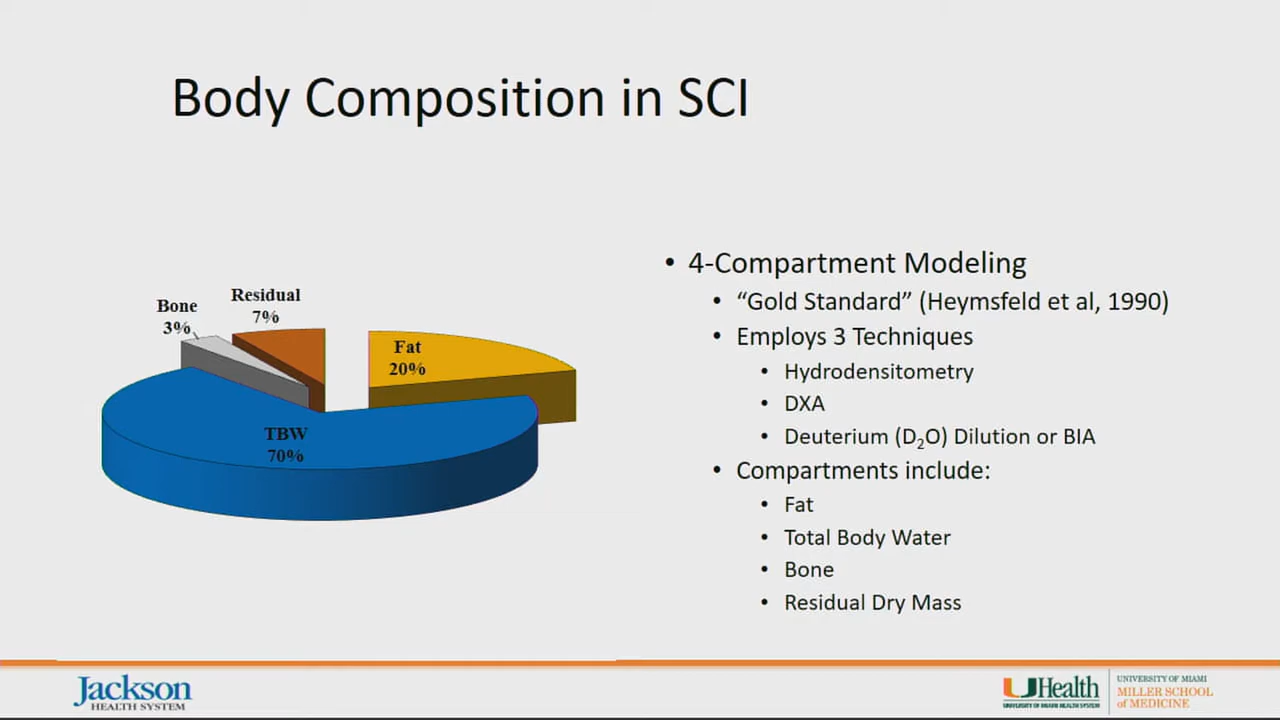 Body Composition in SCI
Bone
3%
Residual
7%
Fat
20%
TBW
70%
• 4-Compartment Modeling
• “Gold Standard” (Heymsfeld et al, 1990)
• Employs 3 Techniques
• Hydrodensitometry
• DXA
• Deuterium (D₂O) Dilution or BIA
• Compartments include:
• Fat
• Total Body Water
• Bone
• Residual Dry Mass
Jackson
HEALTH SYSTEM
UHealth
UNIVERSITY OF MIAMI HEALTH SYSTEM
UNIVERSITY OF MIAMI
MILLER SCHOOL
of MEDICINE